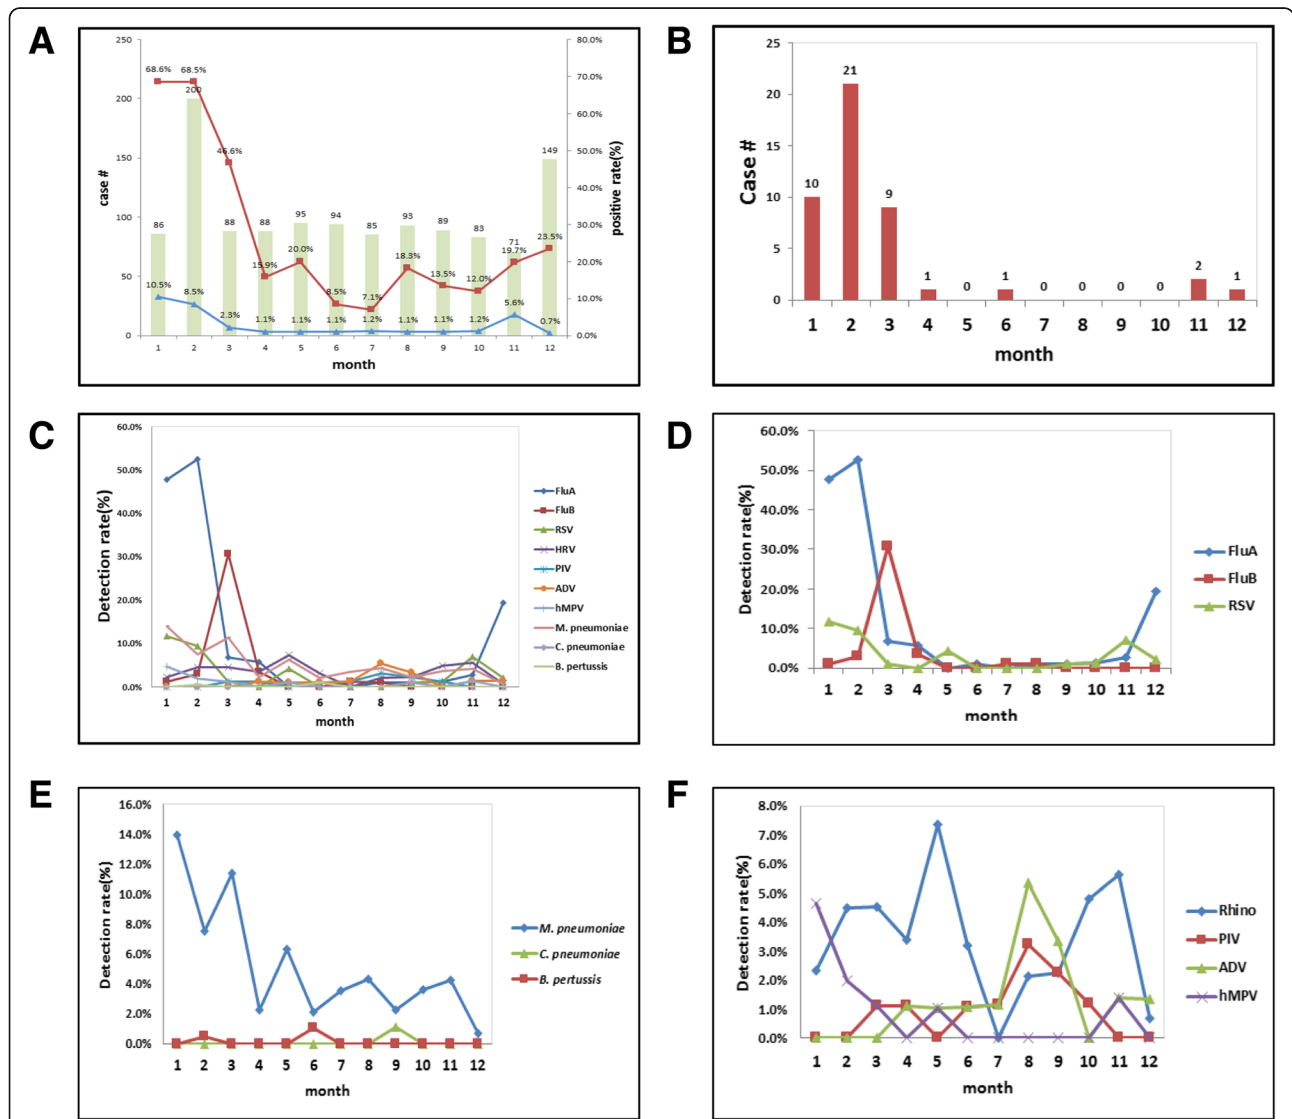 A
250
200
150
100
50
0
case #
80.0%
70.0%
60.0%
50.0%
40.0%
30.0%
20.0%
10.0%
0.0%
positive rate(%)
68.6% 68.5% 46.6% 15.9% 20.0% 8.5% 7.1% 18.3% 13.5% 12.0% 19.7% 23.5%
86 200 88 88 95 94 85 93 89 83 71 149
10.5% 8.5% 2.3% 1.1% 1.1% 1.1% 1.2% 1.1% 1.1% 1.2% 5.6% 0.7%
1 2 3 4 5 6 7 8 9 10 11 12
month
B
25
20
15
10
5
0
Case #
10 21 9 1 0 1 0 0 0 0 2 1
1 2 3 4 5 6 7 8 9 10 11 12
month
C
60.0%
50.0%
40.0%
30.0%
20.0%
10.0%
0.0%
Detection rate(%)
1 2 3 4 5 6 7 8 9 10 11 12
month
FluA
FluB
RSV
HRV
PIV
ADV
hMPV
M. pneumoniae
C. pneumoniae
B. pertussis
D
60.0%
50.0%
40.0%
30.0%
20.0%
10.0%
0.0%
Detection rate(%)
1 2 3 4 5 6 7 8 9 10 11 12
month
FluA
FluB
RSV
E
16.0%
14.0%
12.0%
10.0%
8.0%
6.0%
4.0%
2.0%
0.0%
Detection rate(%)
1 2 3 4 5 6 7 8 9 10 11 12
month
M. pneumoniae
C. pneumoniae
B. pertussis
F
8.0%
7.0%
6.0%
5.0%
4.0%
3.0%
2.0%
1.0%
0.0%
Detection rate(%)
1 2 3 4 5 6 7 8 9 10 11 12
month
Rhino
PIV
ADV
hMPV